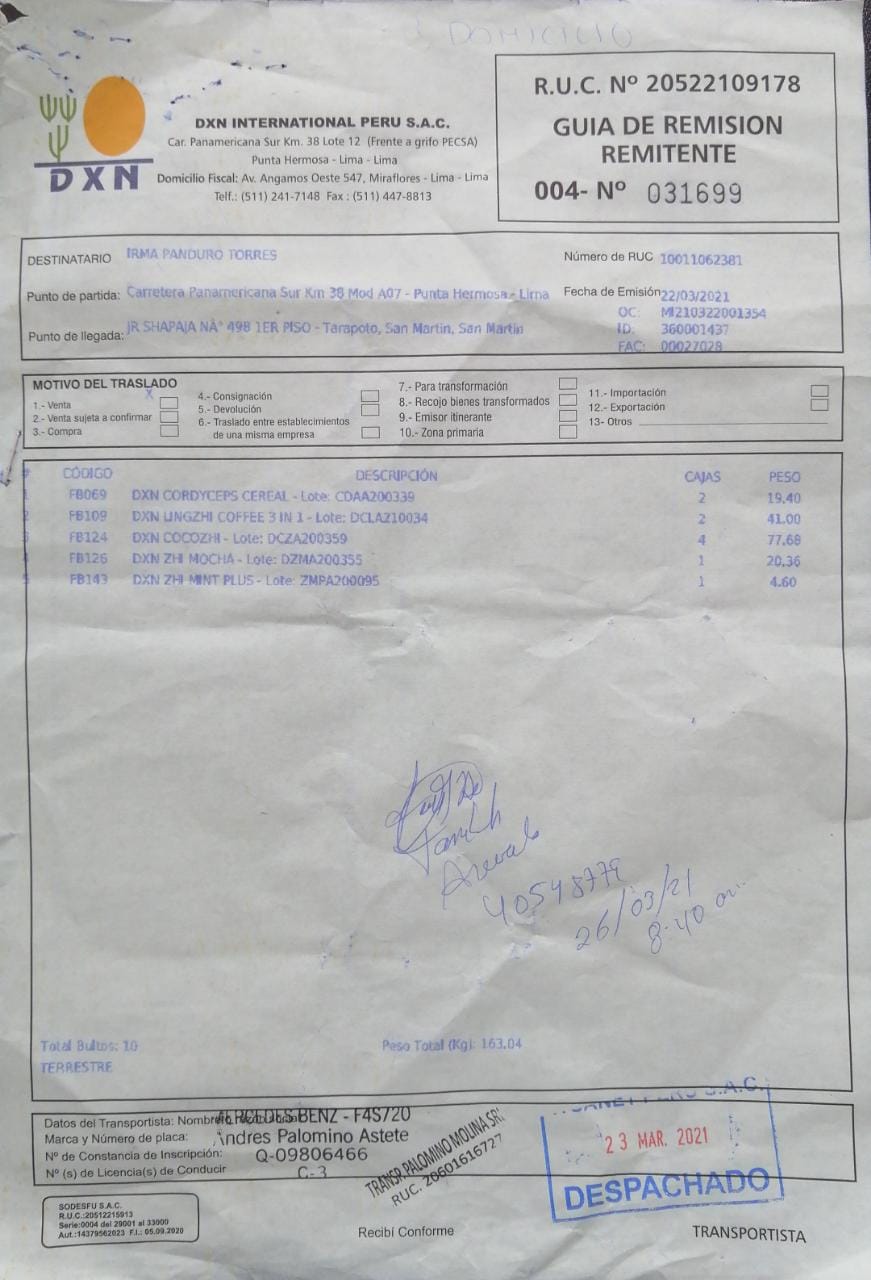 DOMICILIO
DXN
DXN INTERNATIONAL PERU S.A.C.
Car. Panamericana Sur Km. 38 Lote 12 (Frente a grifo PECSA)
Punta Hermosa - Lima - Lima
Domicilio Fiscal: Av. Angamos Oeste 547, Miraflores - Lima - Lima
Telf.: (511) 241-7148 Fax : (511) 447-8813
R.U.C. Nº 20522109178
GUIA DE REMISION
REMITENTE
004- Nº 031699
DESTINATARIO IRMA PANDURO TORRES Número de RUC 10011062381
Punto de partida: Carretera Panamericana Sur Km 38 Mod A07 - Punta Hermosa - Lima Fecha de Emisión 22/03/2021
OC: MI210322001354
Punto de llegada: JR SHAPAJA NÂ° 498 1ER PISO - Tarapoto, San Martin, San Martin ID: 360001437
FAC: 00027028
MOTIVO DEL TRASLADO
X
1.- Venta
2.- Venta sujeta a confirmar
3.- Compra
4.- Consignación
5.- Devolución
6.- Traslado entre establecimientos
de una misma empresa
7.- Para transformación
8.- Recojo bienes transformados
9.- Emisor itinerante
10.- Zona primaria
11.- Importación
12.- Exportación
13- Otros
# CÓDIGO DESCRIPCIÓN CAJAS PESO
1 FB069 DXN CORDYCEPS CEREAL - Lote: CDAA200339 2 19.40
2 FB109 DXN LINGZHI COFFEE 3 IN 1 - Lote: DCLA210034 2 41.00
3 FB124 DXN COCOZHI - Lote: DCZA200359 4 77.68
4 FB126 DXN ZHI MOCHA - Lote: DZMA200355 1 20.36
5 FB143 DXN ZHI MINT PLUS - Lote: ZMPA200095 1 4.60
Arevalo
40548779
26/03/21
8:40 am.
Total Bultos: 10 Peso Total (Kg): 163.04
TERRESTRE
Datos del Transportista: MERCEDES BENZ - F4S720
Marca y Número de placa: Andres Palomino Astete
Nº de Constancia de Inscripción: Q-09806466
Nº (s) de Licencia(s) de Conducir C-3
TRANSP. PALOMINO MOLINA SR
RUC. 20601616727
S.A.C.
23 MAR. 2021
DESPACHADO
SODESFU S.A.C.
R.U.C.:20512215913
Serie:0004 del 29001 al 33000
Aut.:14379562023 F.I.: 05.09.2020
Recibí Conforme
TRANSPORTISTA